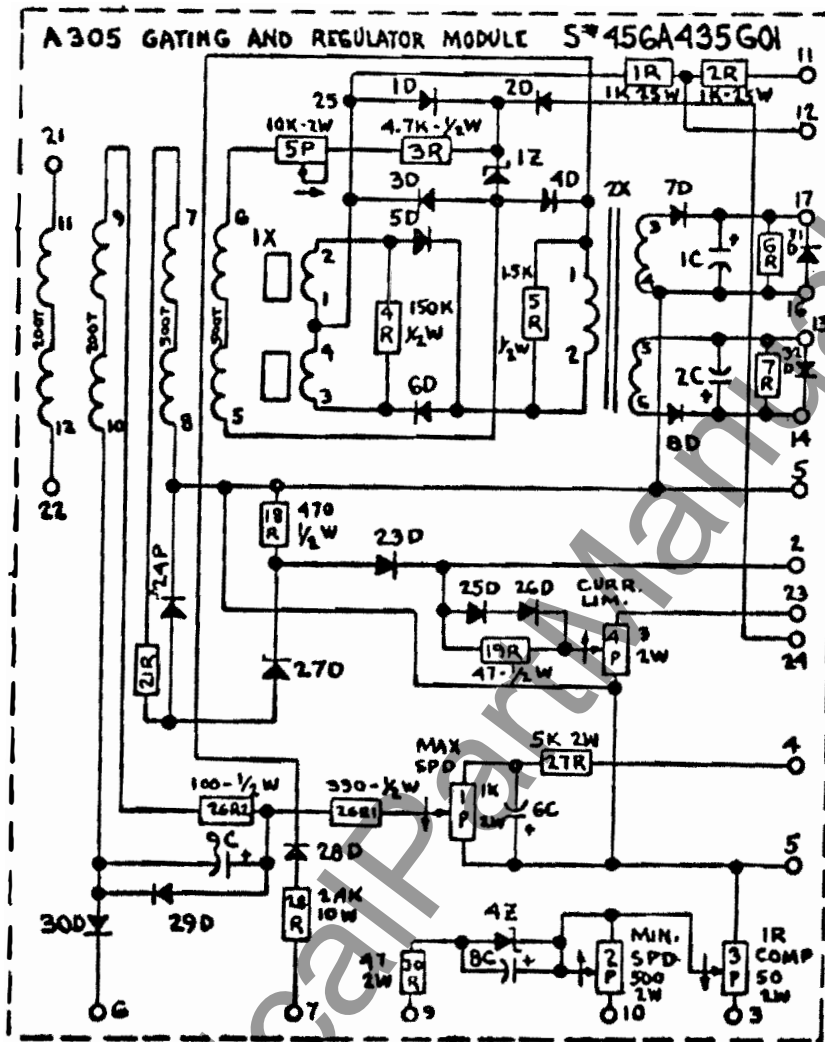 A305 GATING AND REGULATOR MODULE S#456A435G01
11
1R
2R
1K 25W
1K-25W
12
25
1D
2D
10K-2W
4.7K-½W
5P
3R
1Z
21
3D
4D
5D
2X
7D
17
11
9
7
6
1X
2
1
4
3
5
200T
200T
500T
500T
12
10
8
4R
150K
½W
6D
1.5K
5R
½W
1
2
3
4
1C
+
6R
16
13
5
6
2C
+
7R
8D
14
22
5
18R
470
½W
23D
2
25D
26D
CURR.
LIM.
23
19R
47-½W
4P
2W
24
24P
27D
21R
MAX
SPD
5K 2W
27R
4
100-½W
26R2
330-½W
26R1
1P
1K
2W
6C
+
9C
+
28D
5
30D
29D
28R
10W
4Z
8C
+
47
2W
30R
2P
MIN.
SPD
500
2W
3P
IR
COMP
50
2W
6
7
9
10
3
calPartManual